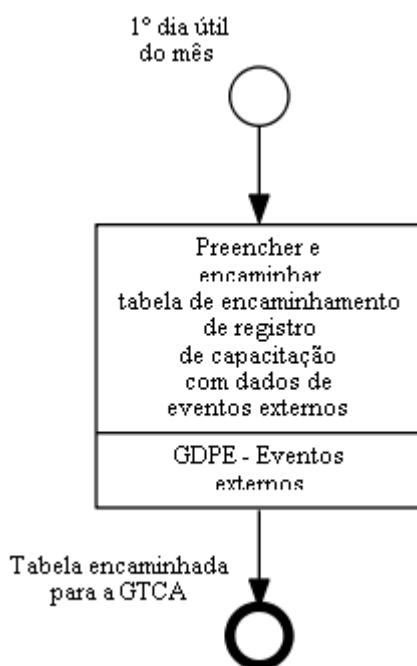 1º dia útil
do mês
Preencher e
encaminhar
tabela de encaminhamento
de registro
de capacitação
com dados de
eventos externos
GDPE - Eventos
externos
Tabela encaminhada
para a GTCA